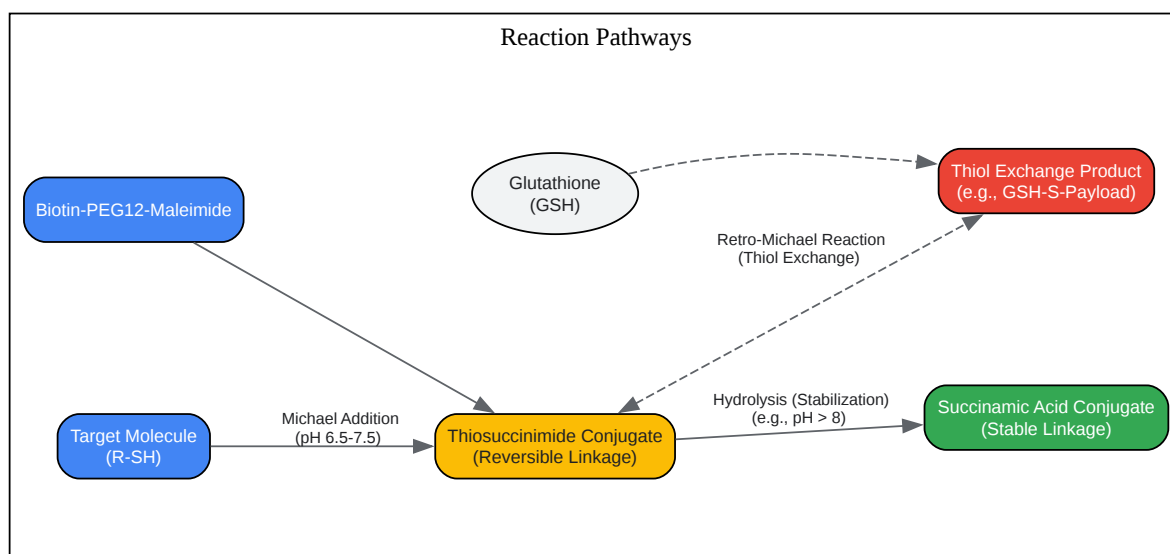 Reaction Pathways
Biotin-PEG12-Maleimide
Glutathione
(GSH)
Thiol Exchange Product
(e.g., GSH-S-Payload)
Retro-Michael Reaction
(Thiol Exchange)
Target Molecule
(R-SH)
Michael Addition
(pH 6.5-7.5)
Thiosuccinimide Conjugate
(Reversible Linkage)
Hydrolysis (Stabilization)
(e.g., pH > 8)
Succinamic Acid Conjugate
(Stable Linkage)